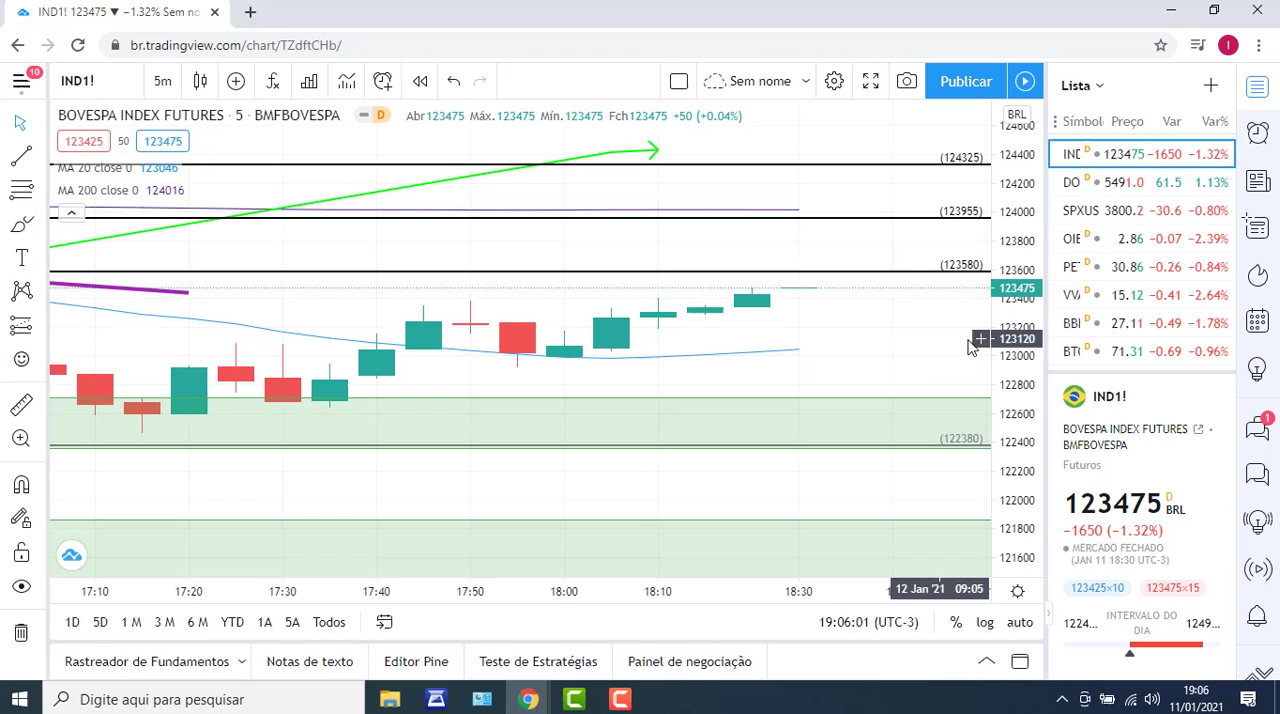 IND1! 123475 ▼ −1.32% Sem no
br.tradingview.com/chart/TZdftCHb/
10
IND1!
5m
Sem nome
Publicar
Lista
BOVESPA INDEX FUTURES · 5 · BMFBOVESPA
D
Abr123475 Máx.123475 Mín.123475 Fch123475 +50 (+0.04%)
BRL
123425 50 123475
MA 20 close 0 123046
MA 200 close 0 124016
(124325)
(123955)
(123580)
(122380)
124600
124400
124200
124000
123800
123600
123475
123400
123200
123120
123000
122800
122600
122400
122200
122000
121800
121600
17:10 17:20 17:30 17:40 17:50 18:00 18:10 18:30
12 Jan '21 09:05
1D 5D 1 M 3 M 6 M YTD 1A 5A Todos
19:06:01 (UTC-3) % log auto
Rastreador de Fundamentos Notas de texto Editor Pine Teste de Estratégias Painel de negociação
Símbol Preço Var Var%
IND D 123475 −1650 −1.32%
DO D 5491.0 61.5 1.13%
SPXUS 3800.2 −30.6 −0.80%
OIE D 2.86 −0.07 −2.39%
PE D 30.86 −0.26 −0.84%
VV D 15.12 −0.41 −2.64%
BB D 27.11 −0.49 −1.78%
BT D 71.31 −0.69 −0.96%
IND1!
BOVESPA INDEX FUTURES
BMFBOVESPA
Futuros
123475 D BRL
−1650 (−1.32%)
MERCADO FECHADO
(JAN 11 18:30 UTC-3)
123425×10 123475×15
1224... INTERVALO DO DIA 1249...
1
Digite aqui para pesquisar
19:06
11/01/2021